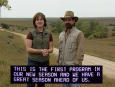 THIS IS THE FIRST PROGRAM IN
OUR NEW SEASON AND WE HAVE A
GREAT SEASON AHEAD OF US.